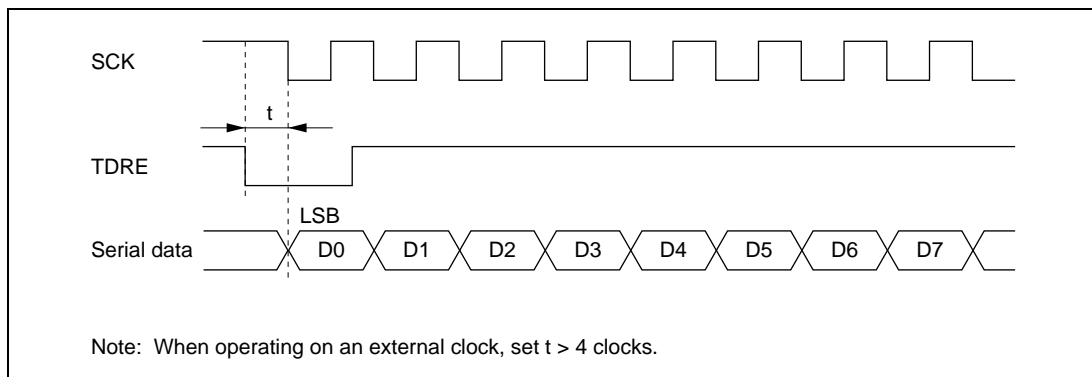 SCK
t
TDRE
LSB
Serial data D0 D1 D2 D3 D4 D5 D6 D7
Note: When operating on an external clock, set t > 4 clocks.